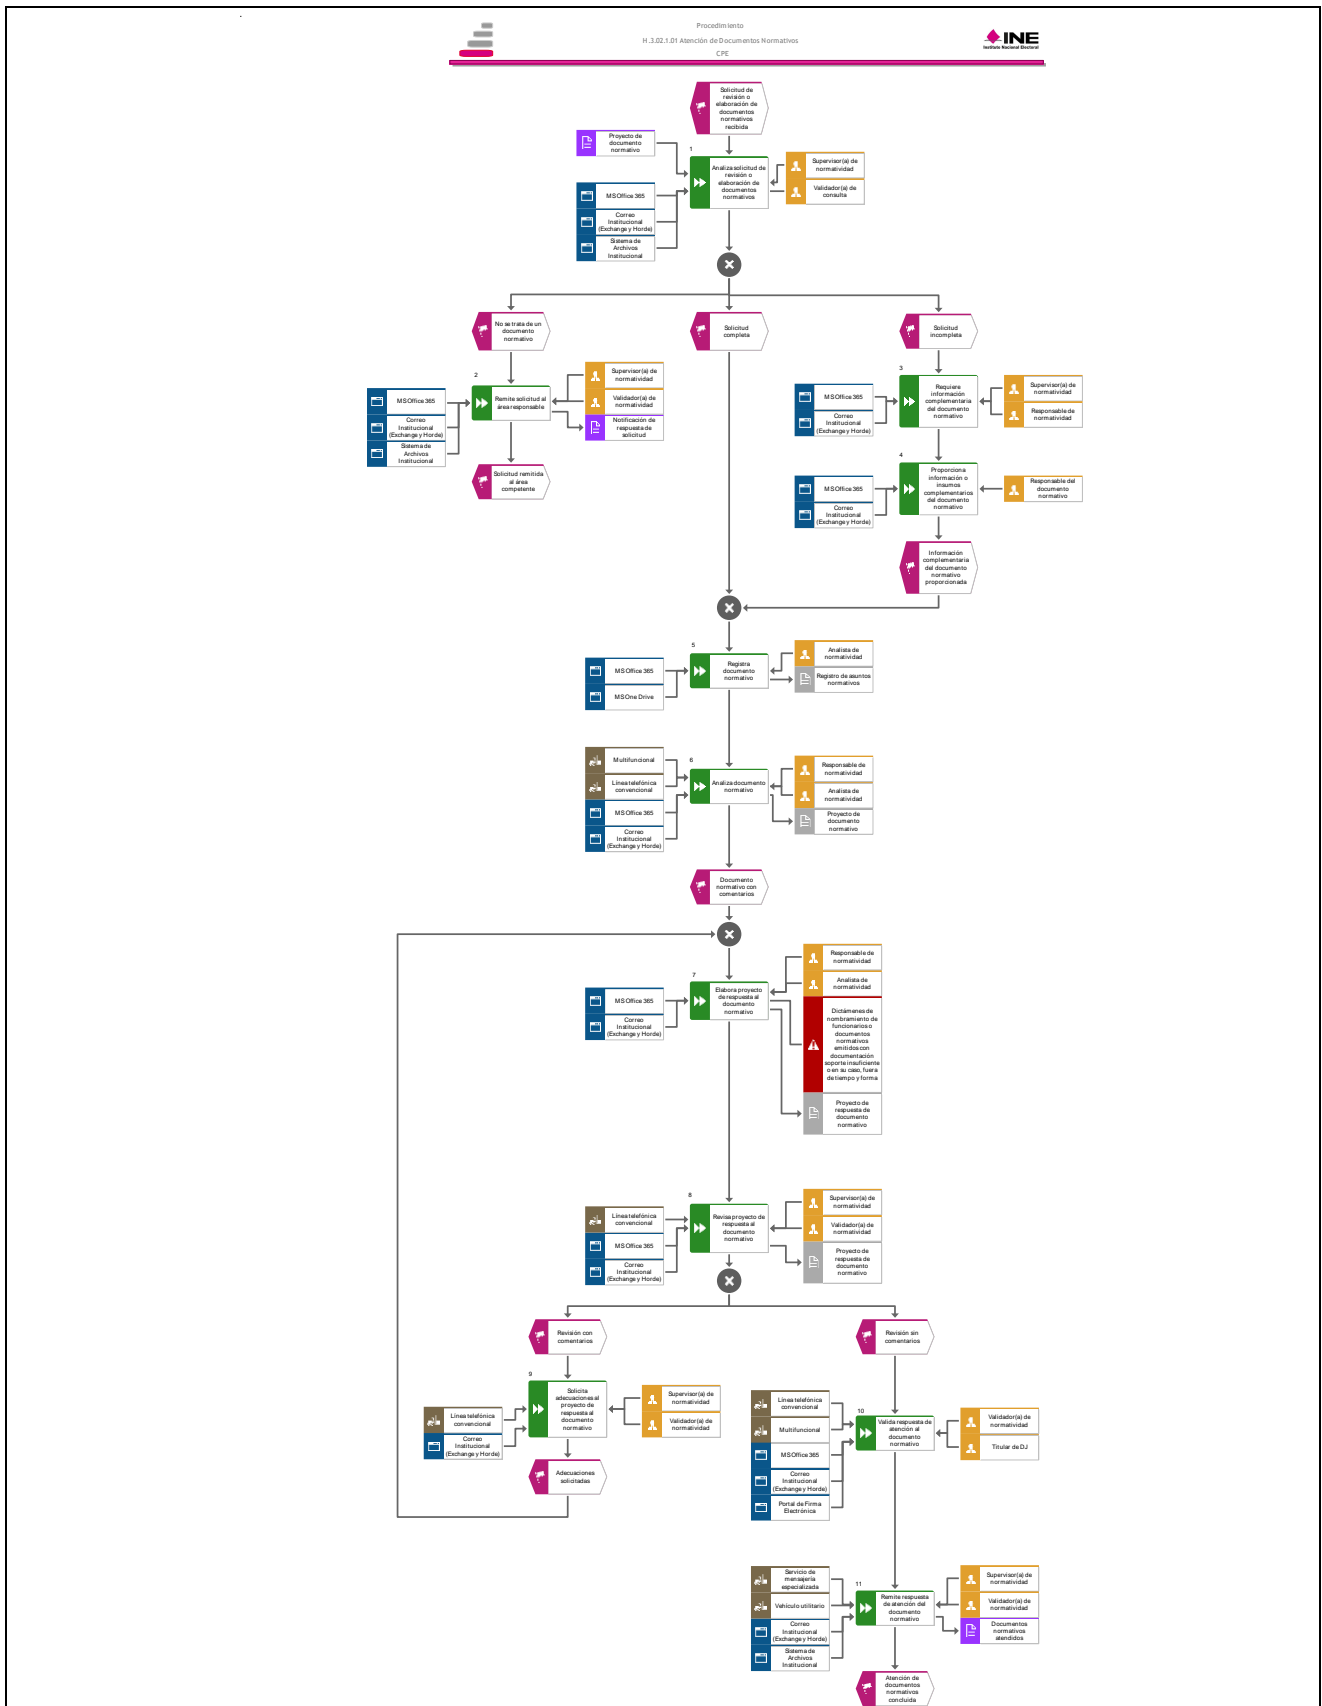 Procedimiento
H.3.02.1.01 Atención de Documentos Normativos
CPE
INE
Instituto Nacional Electoral
Solicitud de
revisión o
elaboración de
documentos
normativos
recibida
Proyecto de
documento
normativo
1
Analiza solicitud de
revisión o
elaboración de
documentos
normativos
Supervisor(a) de
normatividad
Validador(a) de
consulta
MS Office 365
Correo
Institucional
(Exchange y Horde)
Sistema de
Archivos
Institucional
No se trata de un
documento
normativo
Solicitud
completa
Solicitud
incompleta
2
Remite solicitud al
área responsable
Supervisor(a) de
normatividad
Validador(a) de
normatividad
Notificación de
respuesta de
solicitud
MS Office 365
Correo
Institucional
(Exchange y Horde)
Sistema de
Archivos
Institucional
Solicitud remitida
al área
competente
3
Requiere
información
complementaria
del documento
normativo
MS Office 365
Correo
Institucional
(Exchange y Horde)
Supervisor(a) de
normatividad
Responsable de
normatividad
4
Proporciona
información o
insumos
complementarios
del documento
normativo
MS Office 365
Correo
Institucional
(Exchange y Horde)
Responsable del
documento
normativo
Información
complementaria
del documento
normativo
proporcionada
5
Registra
documento
normativo
MS Office 365
MS One Drive
Analista de
normatividad
Registro de asuntos
normativos
6
Analiza documento
normativo
Multifuncional
Línea telefónica
convencional
MS Office 365
Correo
Institucional
(Exchange y Horde)
Responsable de
normatividad
Analista de
normatividad
Proyecto de
documento
normativo
Documento
normativo con
comentarios
7
Elabora proyecto
de respuesta al
documento
normativo
MS Office 365
Correo
Institucional
(Exchange y Horde)
Responsable de
normatividad
Analista de
normatividad
Dictámenes de
nombramiento de
funcionarios o
documentos
normativos
emitidos con
documentación
soporte insuficiente
o en su caso, fuera
de tiempo y forma
Proyecto de
respuesta de
documento
normativo
8
Revisa proyecto de
respuesta al
documento
normativo
Línea telefónica
convencional
MS Office 365
Correo
Institucional
(Exchange y Horde)
Supervisor(a) de
normatividad
Validador(a) de
normatividad
Proyecto de
respuesta de
documento
normativo
Revisión con
comentarios
Revisión sin
comentarios
9
Solicita
adecuaciones al
proyecto de
respuesta al
documento
normativo
Línea telefónica
convencional
Correo
Institucional
(Exchange y Horde)
Supervisor(a) de
normatividad
Validador(a) de
normatividad
Adecuaciones
solicitadas
10
Valida respuesta de
atención al
documento
normativo
Línea telefónica
convencional
Multifuncional
MS Office 365
Correo
Institucional
(Exchange y Horde)
Portal de Firma
Electrónica
Validador(a) de
normatividad
Titular de DJ
11
Remite respuesta
de atención del
documento
normativo
Servicio de
mensajería
especializada
Vehículo utilitario
Correo
Institucional
(Exchange y Horde)
Sistema de
Archivos
Institucional
Supervisor(a) de
normatividad
Validador(a) de
normatividad
Documentos
normativos
atendidos
Atención de
documentos
normativos
concluida